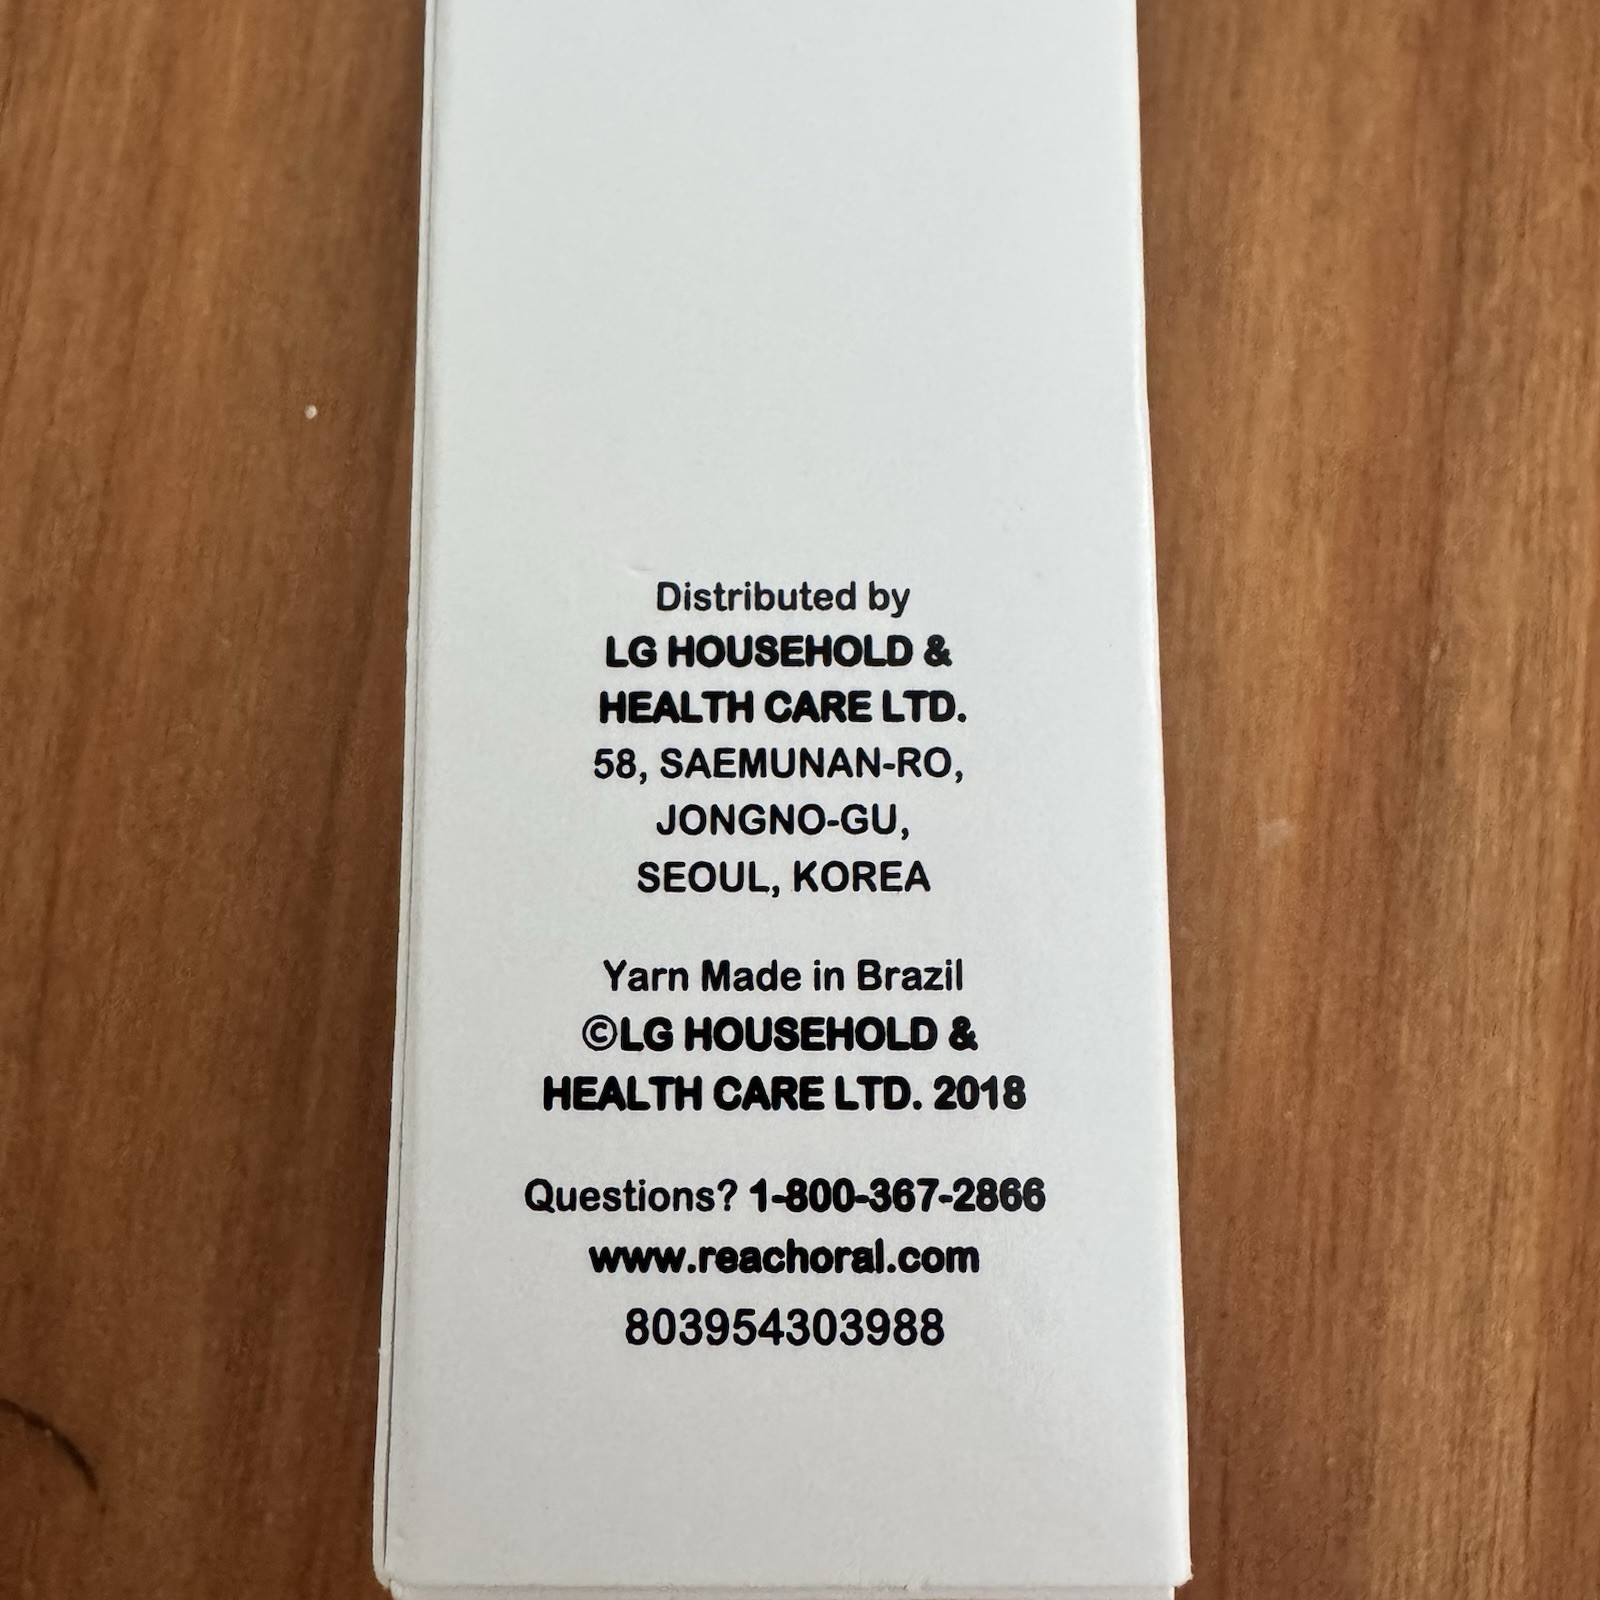 Distributed by
LG HOUSEHOLD &
HEALTH CARE LTD.
58, SAEMUNAN-RO,
JONGNO-GU,
SEOUL, KOREA
Yarn Made in Brazil
©LG HOUSEHOLD &
HEALTH CARE LTD. 2018
Questions? 1-800-367-2866
www.reachoral.com
803954303988